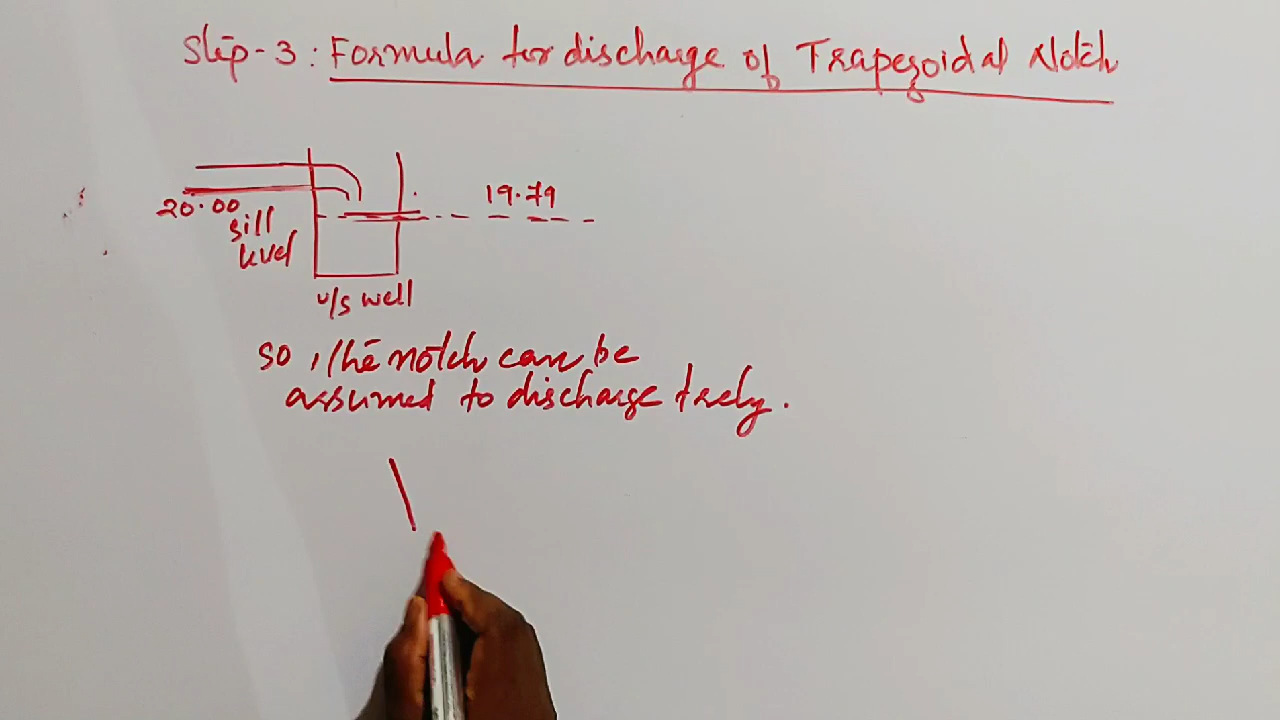 Step-3: Formula for discharge of Trapezoidal Notch
19.79
20.00
sill
level
u/s well
so, the notch can be
assumed to discharge freely.